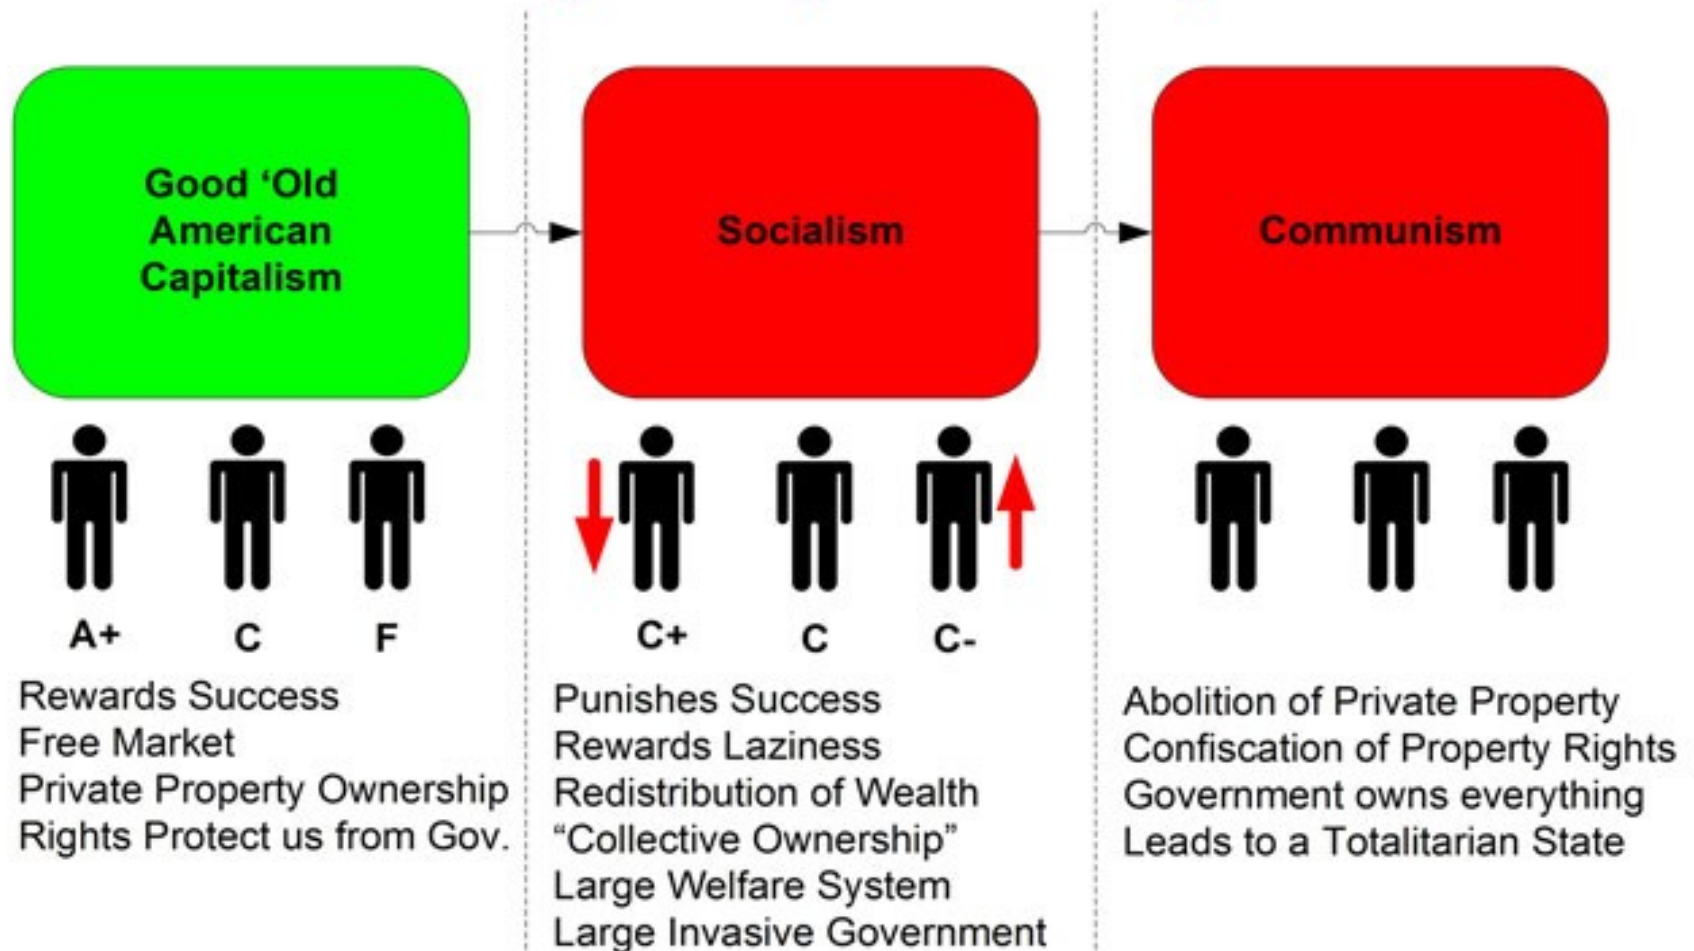 Good ‘Old
American
Capitalism
A+
C
F
Rewards Success
Free Market
Private Property Ownership
Rights Protect us from Gov.
Socialism
C+
C
C-
Punishes Success
Rewards Laziness
Redistribution of Wealth
“Collective Ownership”
Large Welfare System
Large Invasive Government
Communism
Abolition of Private Property
Confiscation of Property Rights
Government owns everything
Leads to a Totalitarian State